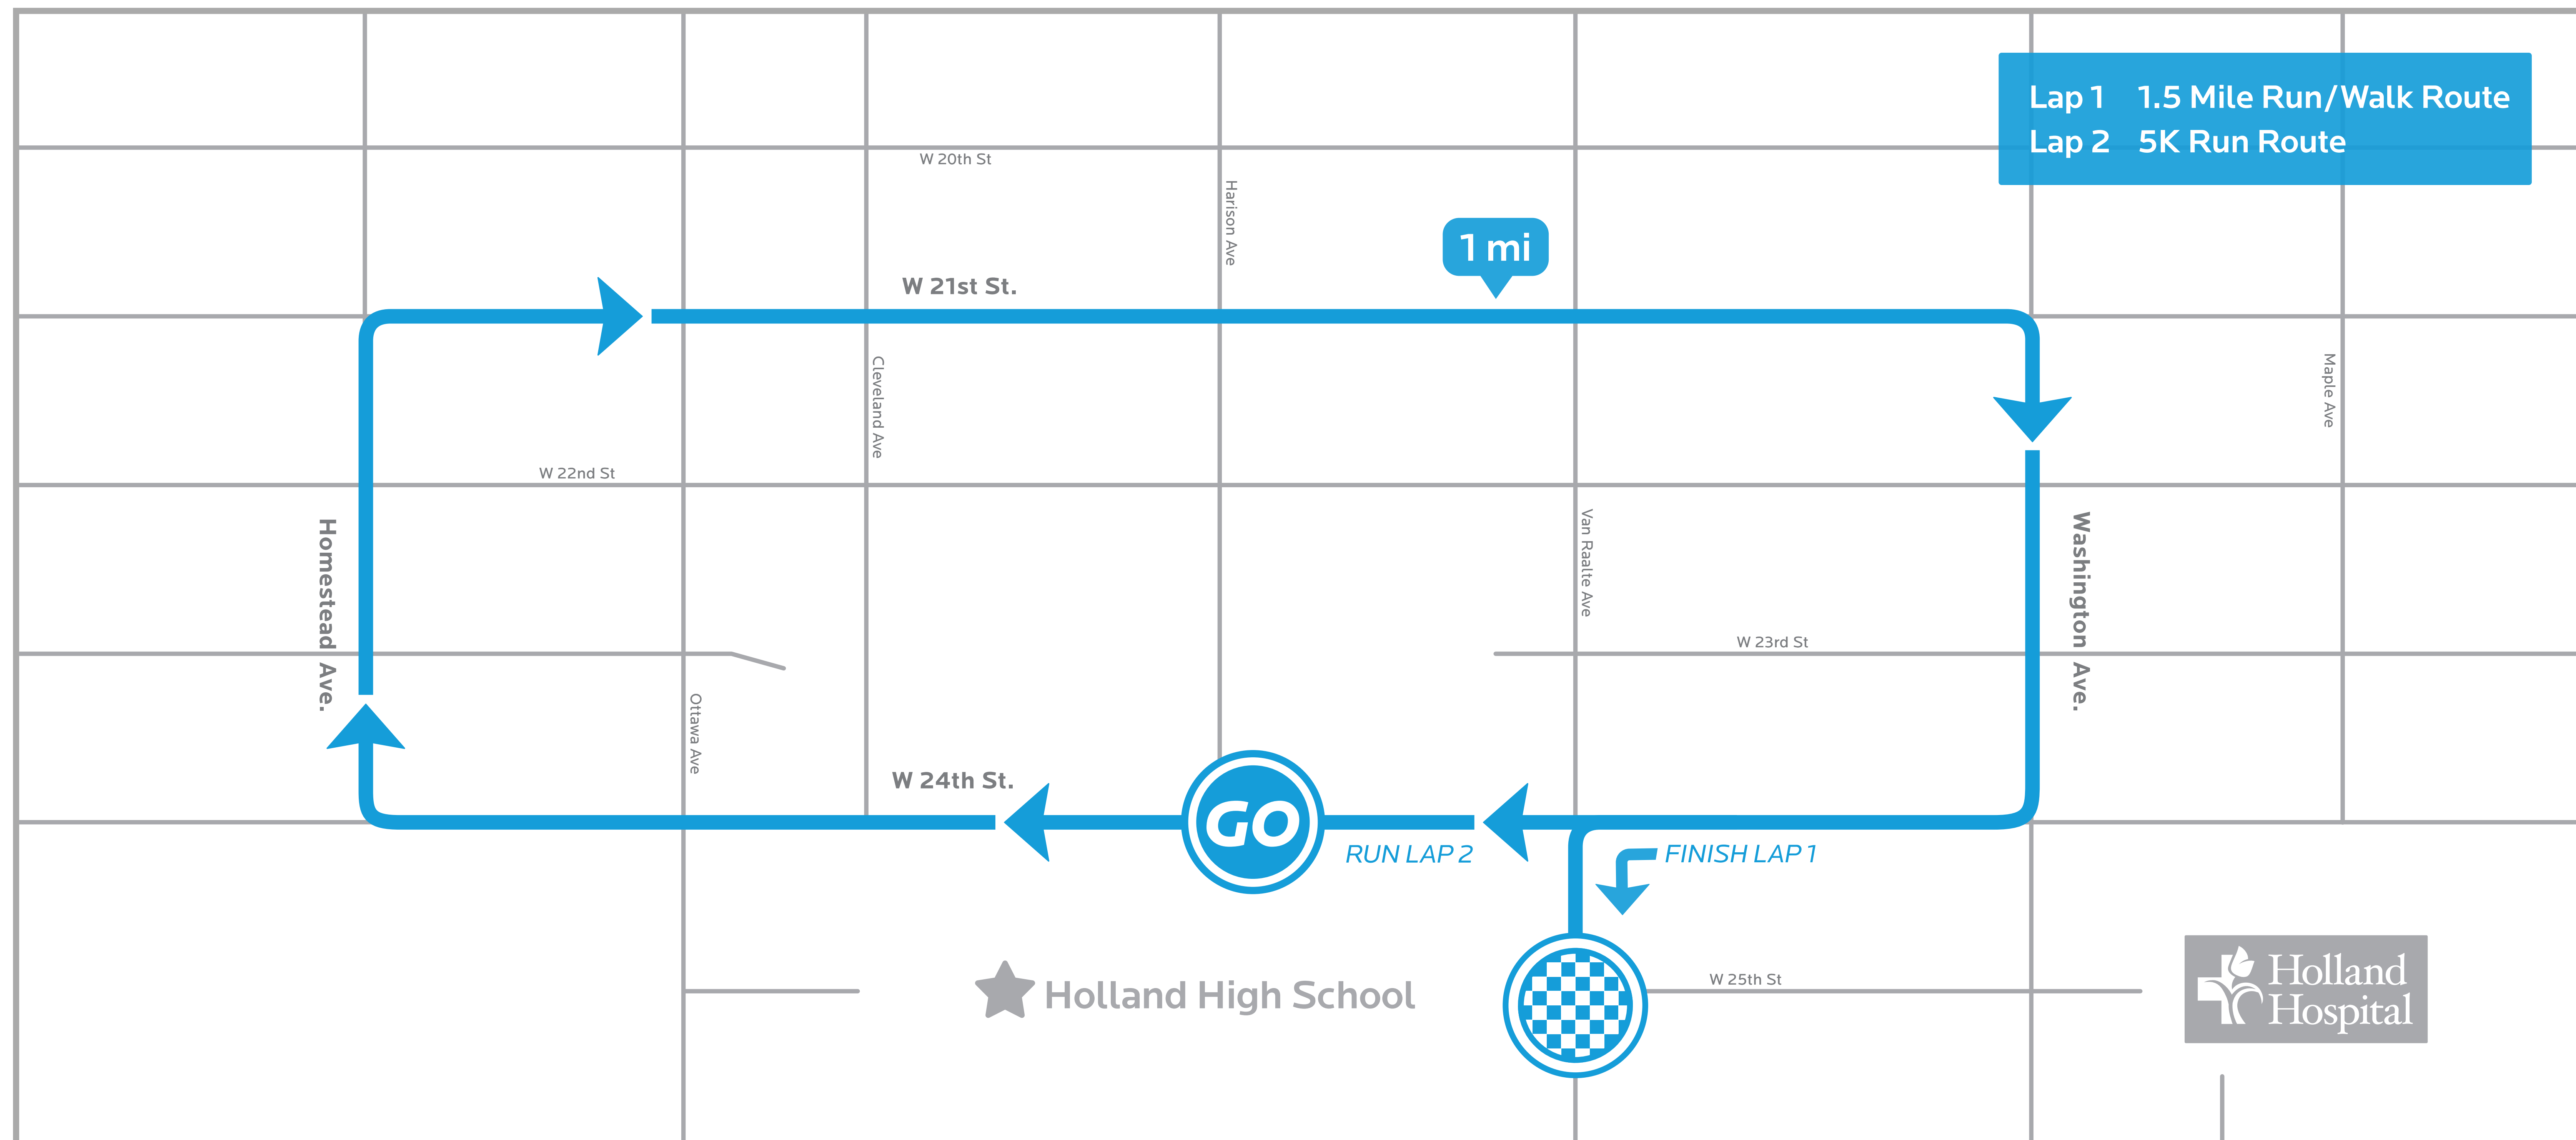 Lap 1 1.5 Mile Run/Walk Route
Lap 2 5K Run Route
W 20th St
Harison Ave
1 mi
W 21st St.
Cleveland Ave
Maple Ave
W 22nd St
Homestead Ave.
Van Raalte Ave
Washington Ave.
W 23rd St
Ottawa Ave
W 24th St.
GO
RUN LAP 2
FINISH LAP 1
Holland High School
W 25th St
Holland
Hospital